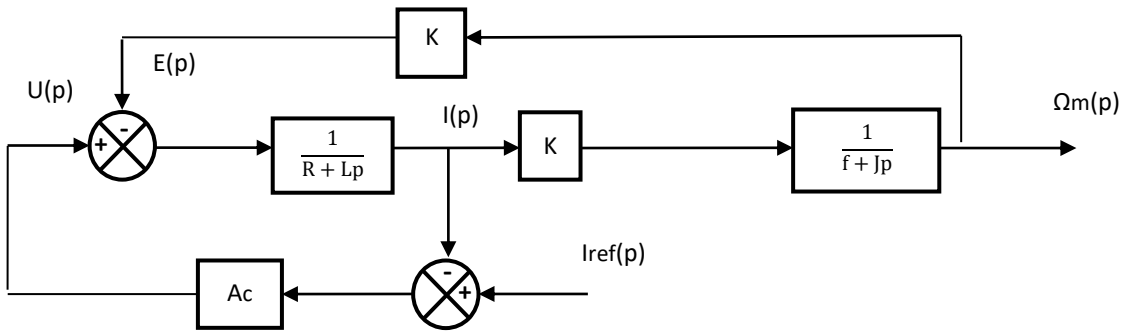 K
E(p)
U(p)
I(p)
Ωm(p)
-
+
1
R + Lp
K
1
f + Jp
Iref(p)
-
+
Ac